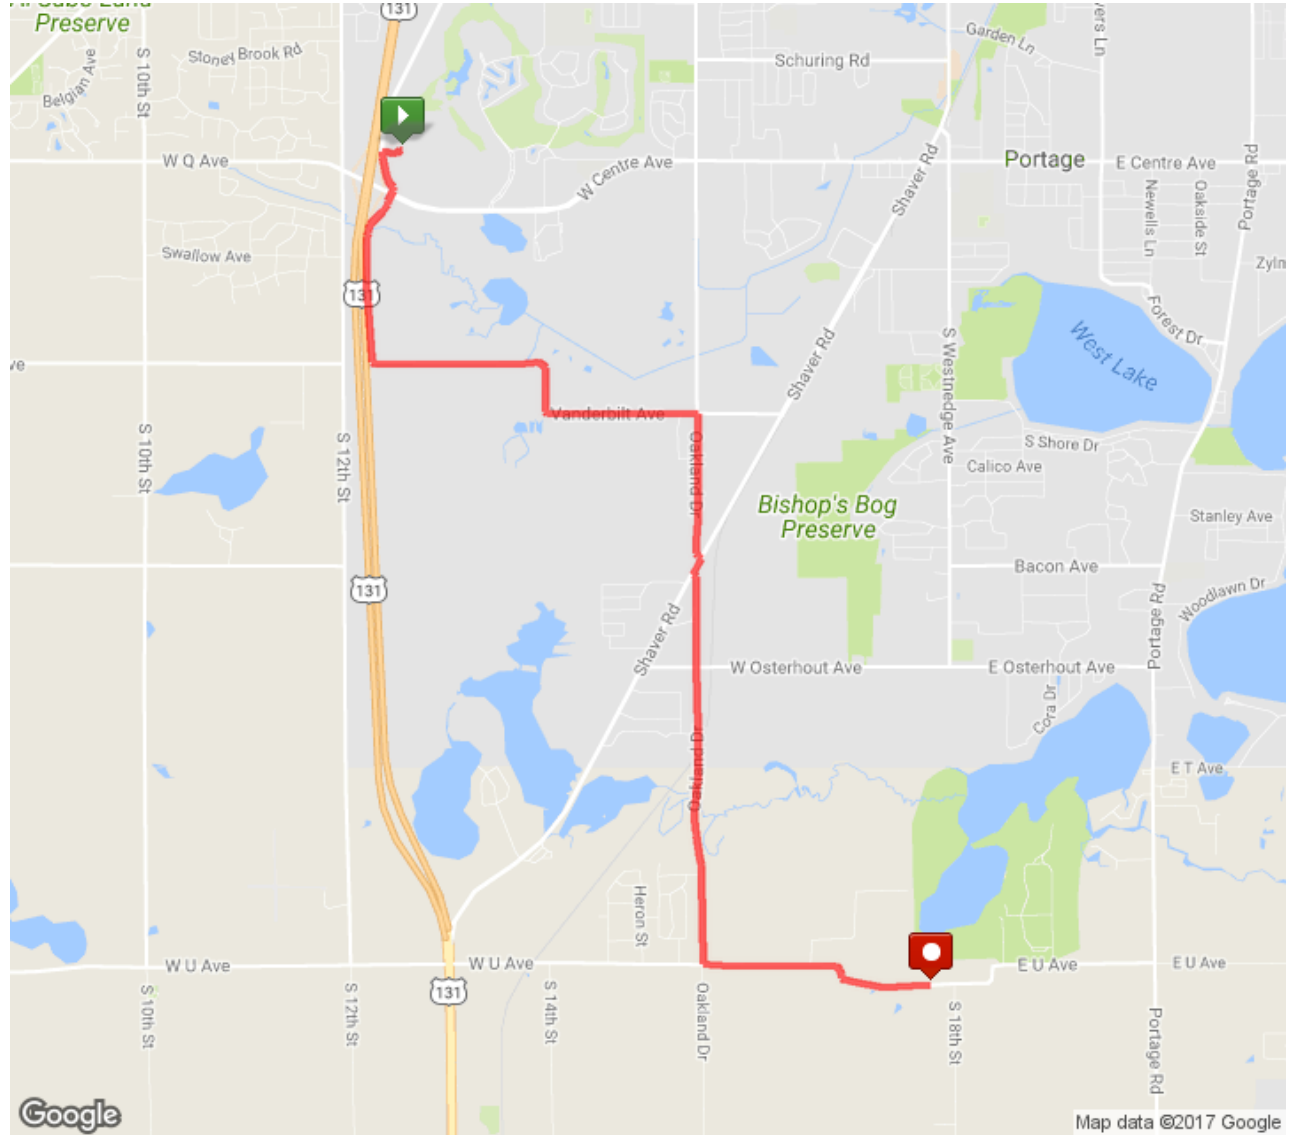 131
Preserve
Stoney Brook Rd
S 10th St
Belgian Ave
Garden Ln
Schuring Rd
W Q Ave
W Centre Ave
Shaver Rd
Portage
E Centre Ave
Portage Rd
Newells Ln
Oakside St
Swallow Ave
131
Forest Dr
West Lake
Shaver Rd
S Westnedge Ave
Vanderbilt Ave
S 10th St
S 12th St
Oakland Dr
S Shore Dr
Calico Ave
Bishop's Bog
Preserve
Stanley Ave
131
Bacon Ave
Woodlawn Dr
Portage Rd
Shaver Rd
W Osterhout Ave
E Osterhout Ave
Cora Dr
Oakland Dr
E T Ave
Heron St
W U Ave
W U Ave
E U Ave
E U Ave
131
S 10th St
S 12th St
S 14th St
Oakland Dr
S 18th St
Portage Rd
Google
Map data ©2017 Google